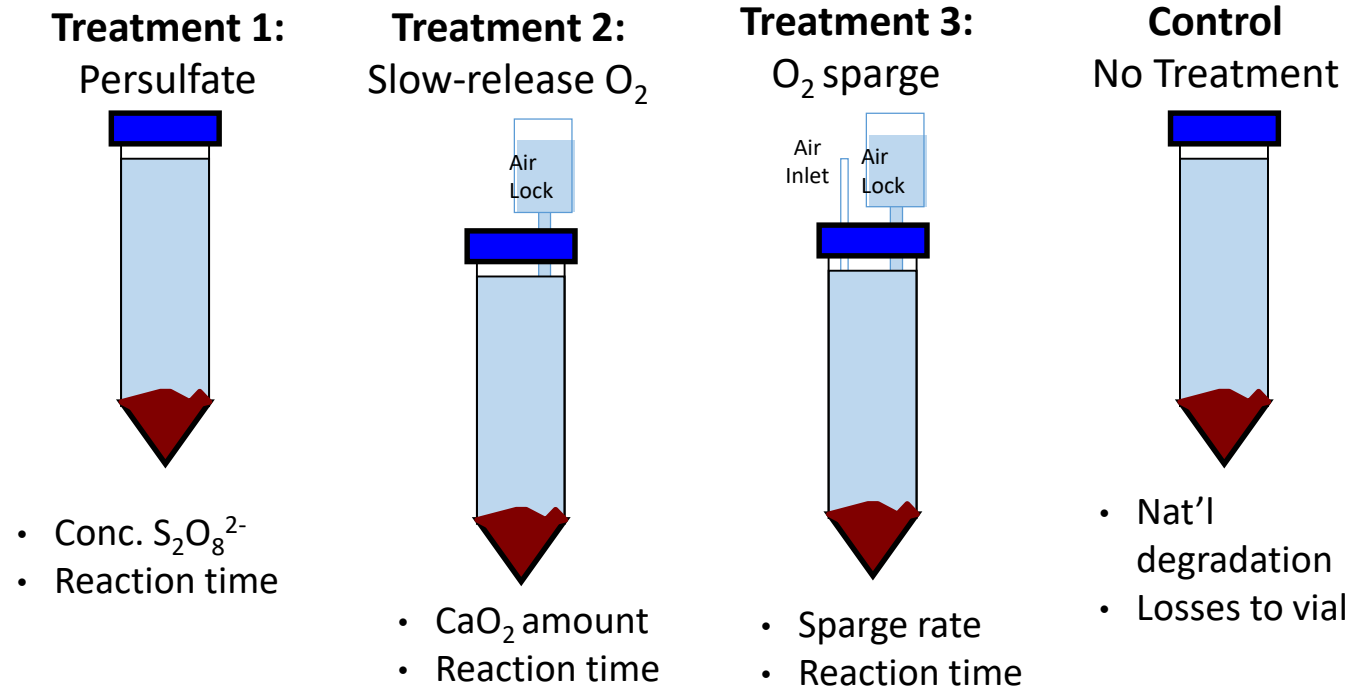 Treatment 1:
Persulfate
Treatment 2:
Slow-release O₂
Air
Lock
Treatment 3:
O₂ sparge
Air
Inlet
Air
Lock
Control
No Treatment
• Conc. S₂O₈²⁻
• Reaction time
• CaO₂ amount
• Reaction time
• Sparge rate
• Reaction time
• Nat’l
degradation
• Losses to vial